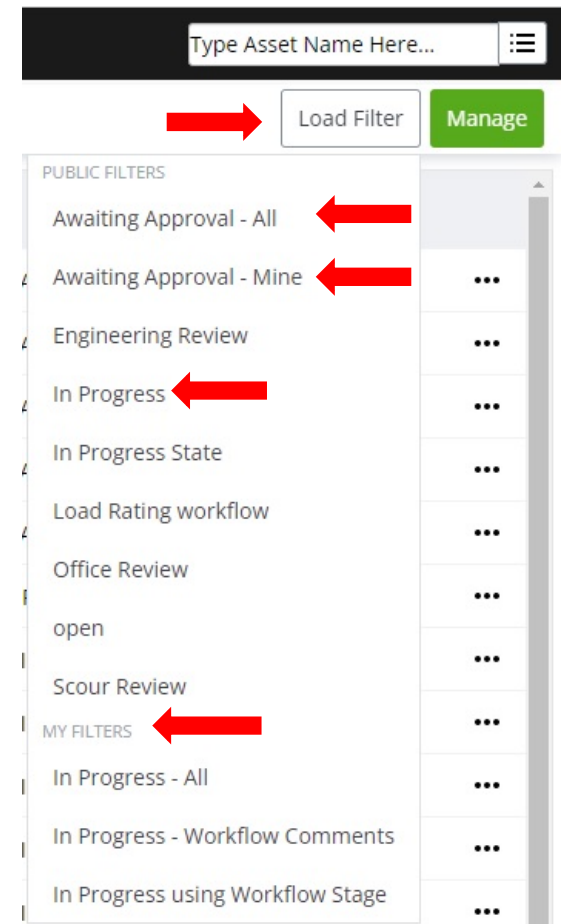 Type Asset Name Here...
Load Filter
Manage
PUBLIC FILTERS
Awaiting Approval - All
Awaiting Approval - Mine
Engineering Review
In Progress
In Progress State
Load Rating workflow
Office Review
open
Scour Review
MY FILTERS
In Progress - All
In Progress - Workflow Comments
In Progress using Workflow Stage